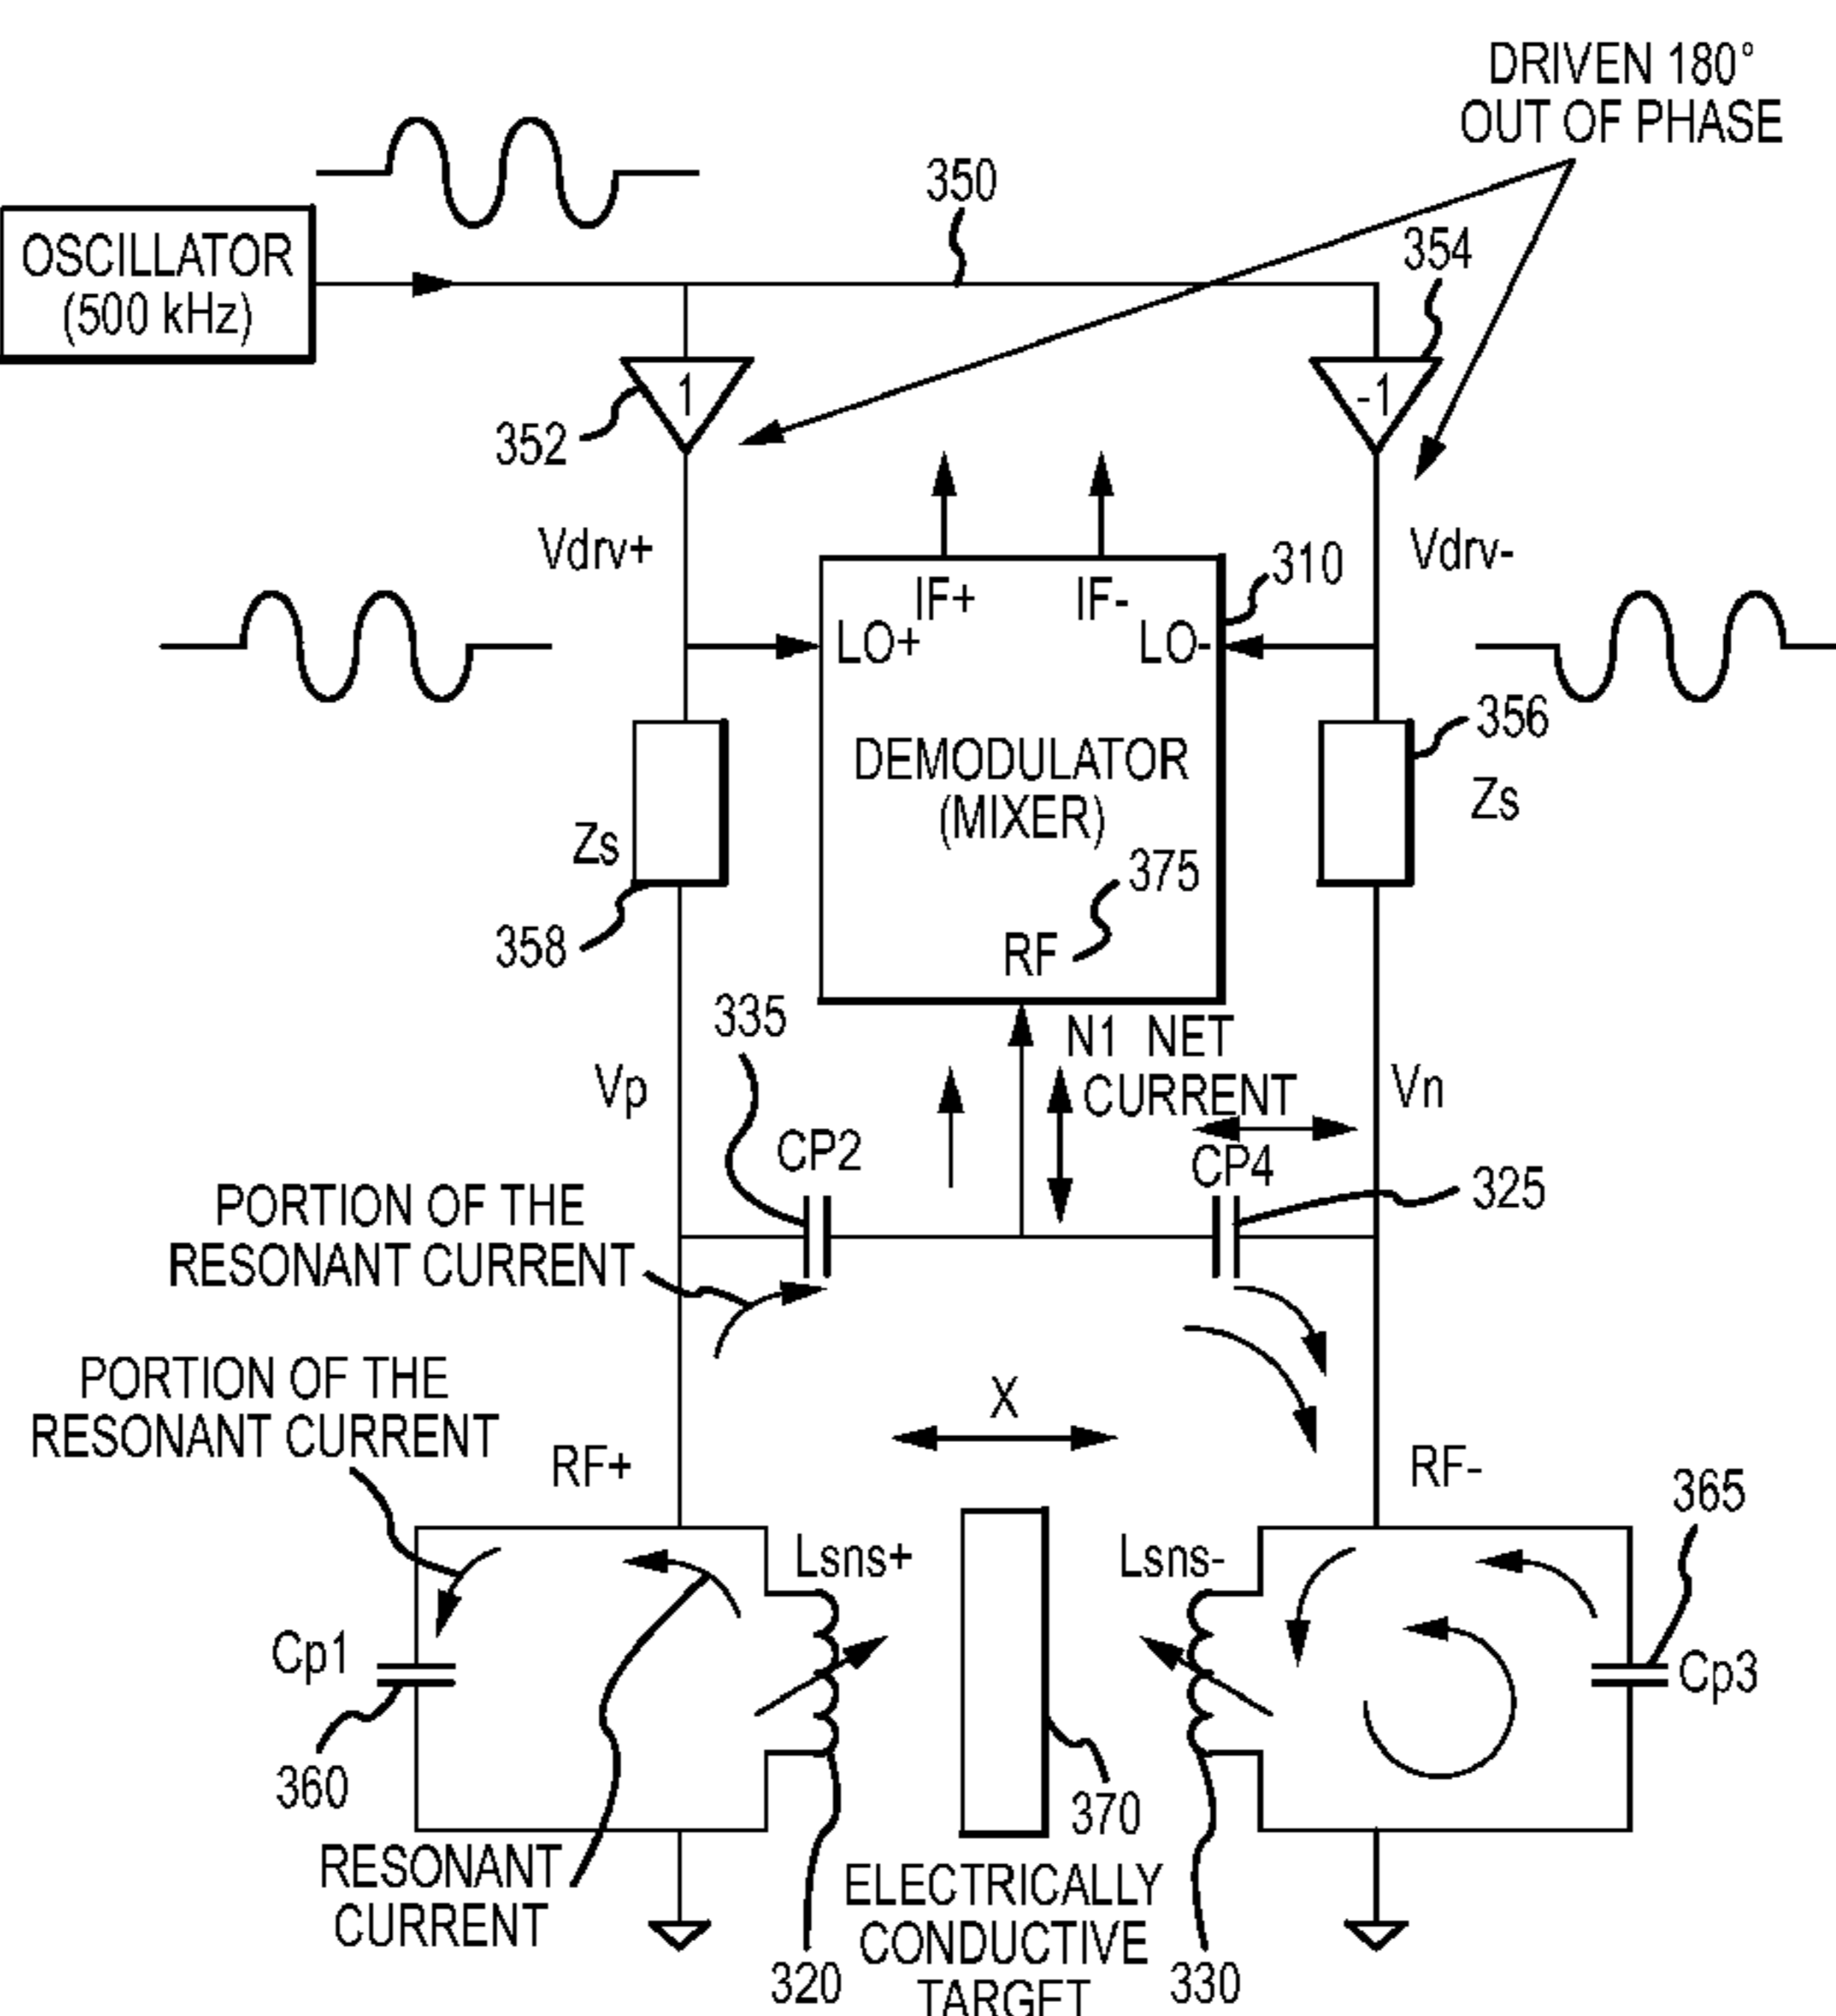 DRIVEN 180°
OUT OF PHASE
350
354
OSCILLATOR
(500 kHz)
1
-1
352
Vdrv+
Vdrv-
310
IF+
IF-
LO+
LO-
356
DEMODULATOR
(MIXER)
Zs
Zs
375
358
RF
335
N1 NET
CURRENT
Vp
Vn
CP2
CP4
325
PORTION OF THE
RESONANT CURRENT
PORTION OF THE
RESONANT CURRENT
X
RF+
RF-
365
Lsns+
Lsns-
Cp1
Cp3
360
370
RESONANT
CURRENT
ELECTRICALLY
CONDUCTIVE
TARGET
320
330